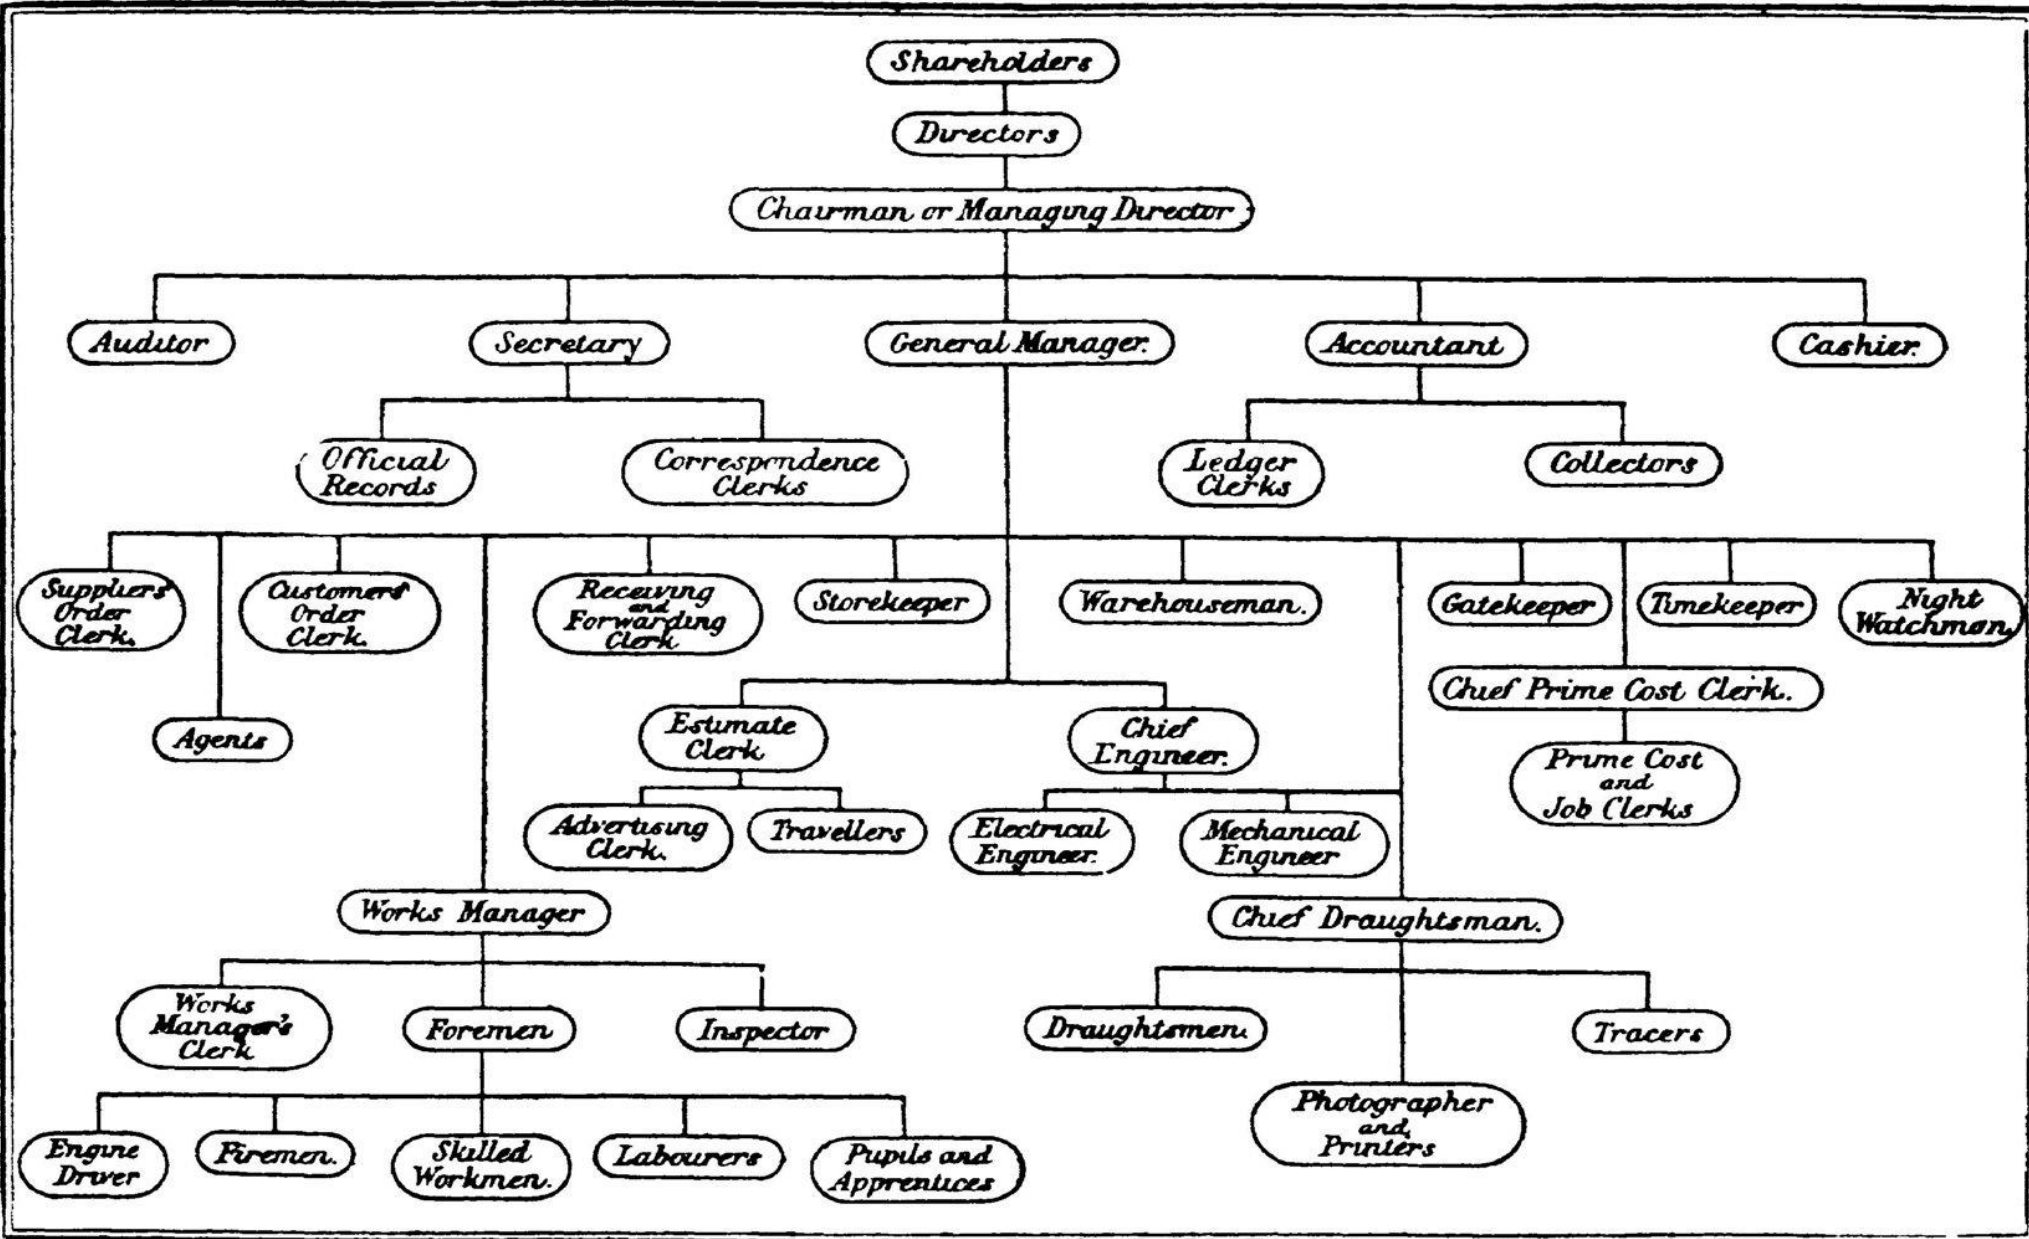 Shareholders
Directors
Chairman or Managing Director
Auditor
Secretary
General Manager.
Accountant
Cashier.
Official
Records
Correspondence
Clerks
Ledger
Clerks
Collectors
Suppliers'
Order
Clerk.
Customers'
Order
Clerk.
Receiving
and
Forwarding
Clerk
Storekeeper
Warehouseman.
Gatekeeper
Timekeeper
Night
Watchman.
Chief Prime Cost Clerk.
Agents
Estimate
Clerk
Chief
Engineer.
Prime Cost
and
Job Clerks
Advertising
Clerk.
Travellers
Electrical
Engineer.
Mechanical
Engineer
Works Manager
Chief Draughtsman.
Works
Manager's
Clerk
Foremen
Inspector
Draughtsmen.
Tracers
Photographer
and
Printers
Engine
Driver
Firemen.
Skilled
Workmen.
Labourers
Pupils and
Apprentices